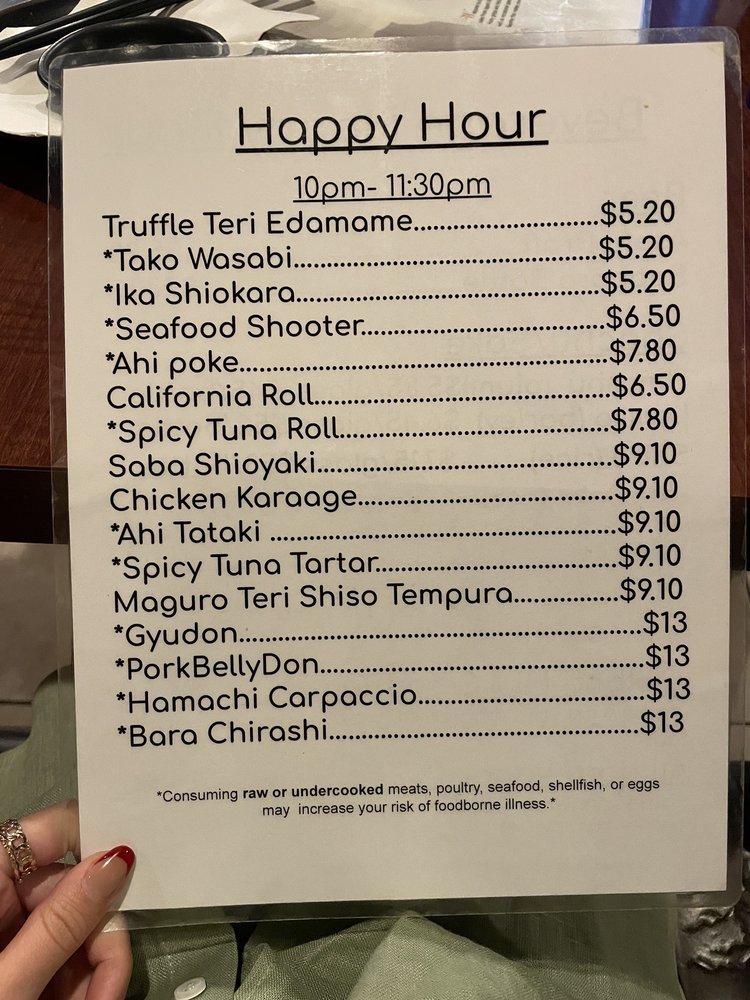 Happy Hour
10pm- 11:30pm
Truffle Teri Edamame..............................$5.20
*Tako Wasabi.................................................$5.20
*Ika Shiokara.................................................$5.20
*Seafood Shooter.......................................$6.50
*Ahi poke...........................................................$7.80
California Roll................................................$6.50
*Spicy Tuna Roll...........................................$7.80
Saba Shioyaki...............................................$9.10
Chicken Karaage.........................................$9.10
*Ahi Tataki .....................................................$9.10
*Spicy Tuna Tartar......................................$9.10
Maguro Teri Shiso Tempura.................$9.10
*Gyudon................................................................$13
*PorkBellyDon....................................................$13
*Hamachi Carpaccio.....................................$13
*Bara Chirashi..................................................$13
*Consuming raw or undercooked meats, poultry, seafood, shellfish, or eggs
may increase your risk of foodborne illness.*